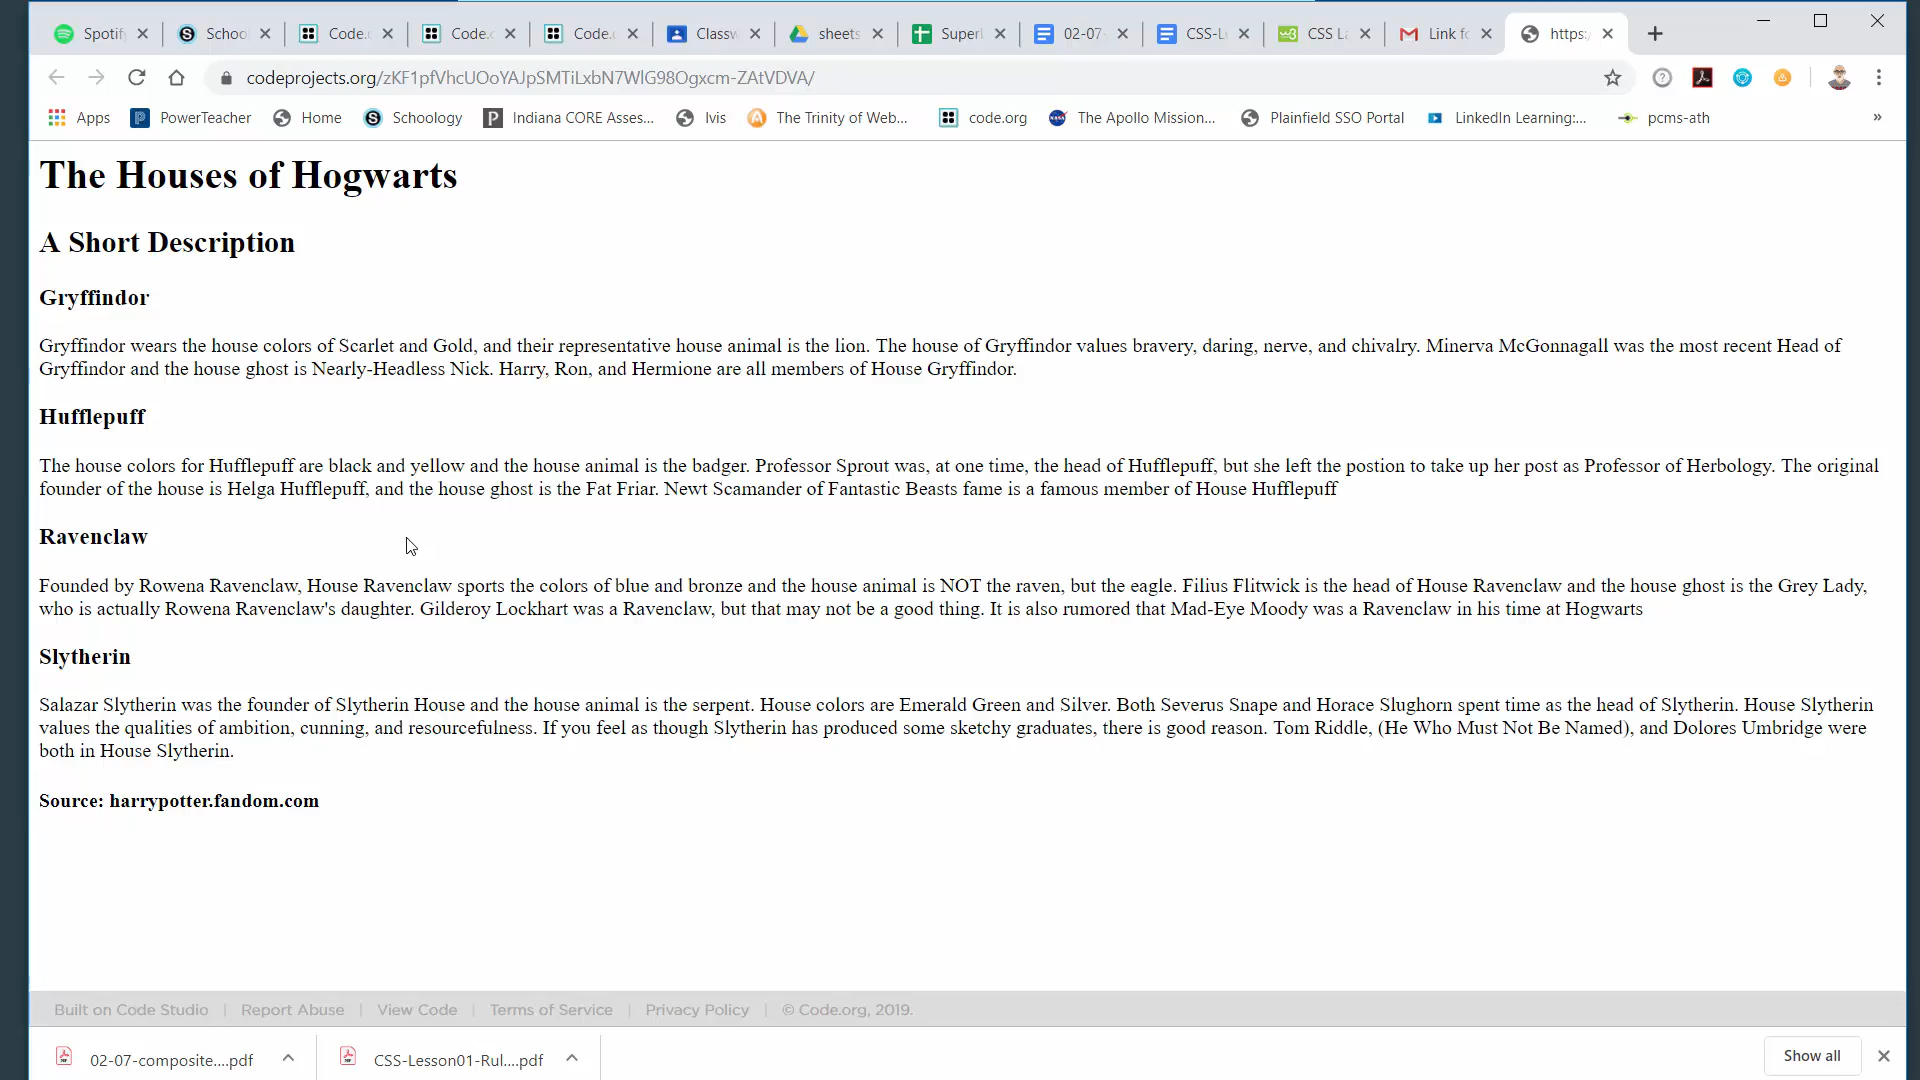 Spotif Schoo Code. Code. Code. Classw sheets Super 02-07 CSS-L CSS La Link fo https:
codeprojects.org/zKF1pfVhcUOoYAJpSMTiLxbN7WlG98Ogxcm-ZAtVDVA/
Apps PowerTeacher Home Schoology Indiana CORE Asses... Ivis The Trinity of Web... code.org The Apollo Mission... Plainfield SSO Portal LinkedIn Learning:... pcms-ath »
The Houses of Hogwarts
A Short Description
Gryffindor
Gryffindor wears the house colors of Scarlet and Gold, and their representative house animal is the lion. The house of Gryffindor values bravery, daring, nerve, and chivalry. Minerva McGonnagall was the most recent Head of
Gryffindor and the house ghost is Nearly-Headless Nick. Harry, Ron, and Hermione are all members of House Gryffindor.
Hufflepuff
The house colors for Hufflepuff are black and yellow and the house animal is the badger. Professor Sprout was, at one time, the head of Hufflepuff, but she left the postion to take up her post as Professor of Herbology. The original
founder of the house is Helga Hufflepuff, and the house ghost is the Fat Friar. Newt Scamander of Fantastic Beasts fame is a famous member of House Hufflepuff
Ravenclaw
Founded by Rowena Ravenclaw, House Ravenclaw sports the colors of blue and bronze and the house animal is NOT the raven, but the eagle. Filius Flitwick is the head of House Ravenclaw and the house ghost is the Grey Lady,
who is actually Rowena Ravenclaw's daughter. Gilderoy Lockhart was a Ravenclaw, but that may not be a good thing. It is also rumored that Mad-Eye Moody was a Ravenclaw in his time at Hogwarts
Slytherin
Salazar Slytherin was the founder of Slytherin House and the house animal is the serpent. House colors are Emerald Green and Silver. Both Severus Snape and Horace Slughorn spent time as the head of Slytherin. House Slytherin
values the qualities of ambition, cunning, and resourcefulness. If you feel as though Slytherin has produced some sketchy graduates, there is good reason. Tom Riddle, (He Who Must Not Be Named), and Dolores Umbridge were
both in House Slytherin.
Source: harrypotter.fandom.com
Built on Code Studio | Report Abuse | View Code | Terms of Service | Privacy Policy | © Code.org, 2019.
02-07-composite....pdf CSS-Lesson01-Rul....pdf Show all